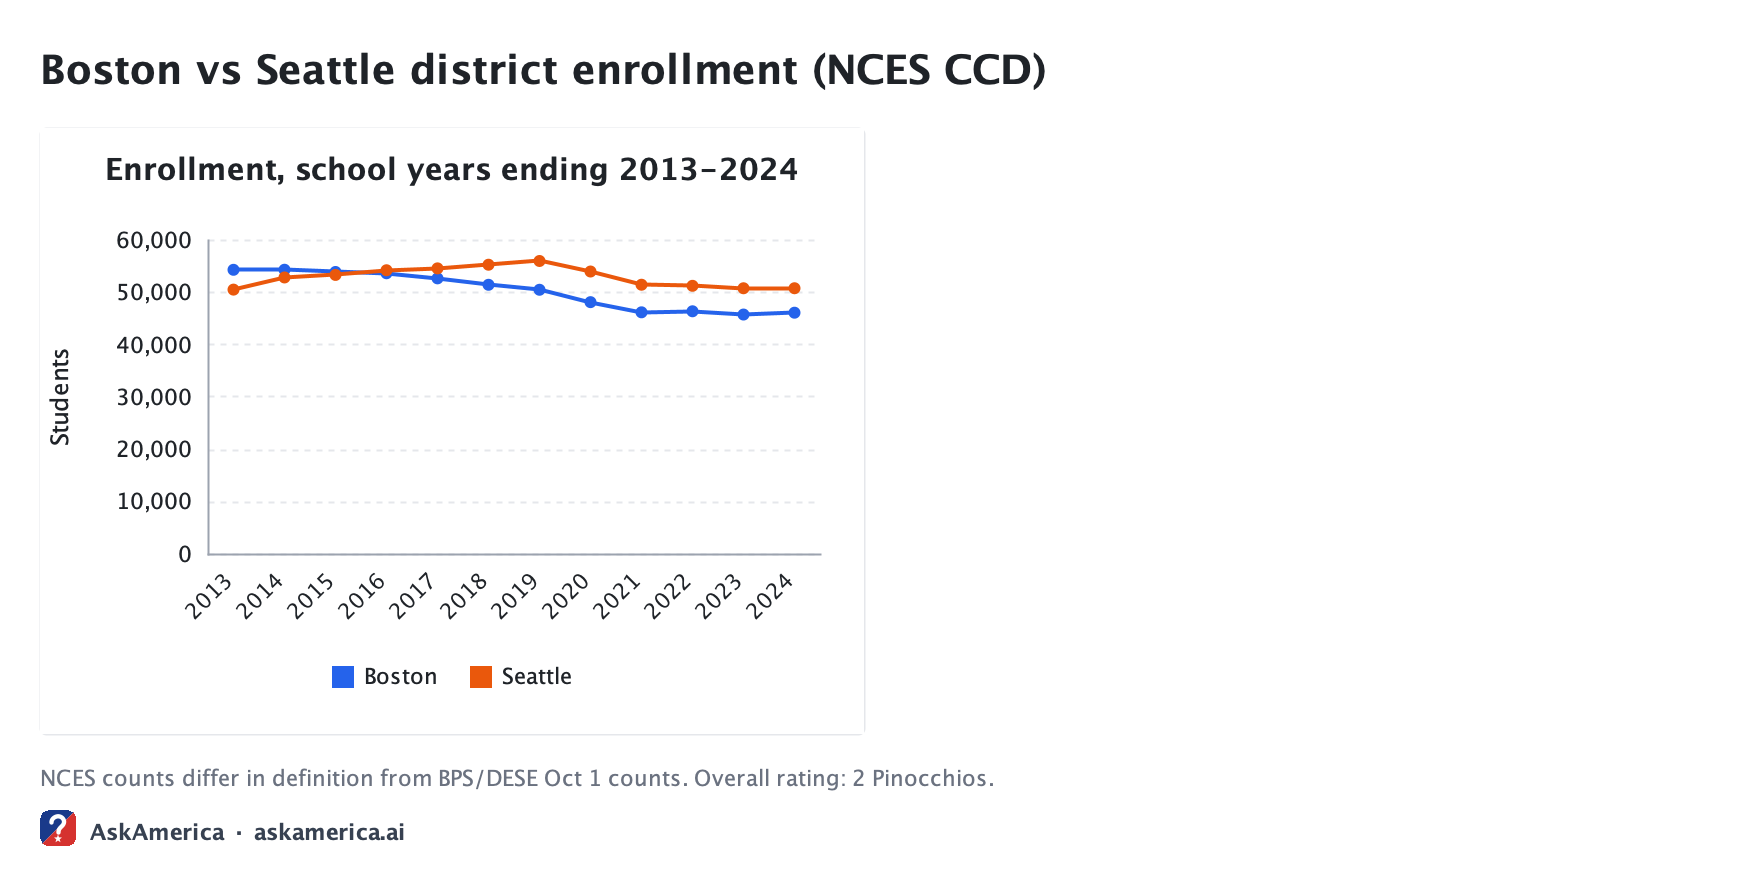 Boston vs Seattle district enrollment (NCES CCD)
Enrollment, school years ending 2013–2024
Students
60,000
50,000
40,000
30,000
20,000
10,000
0
2013
2014
2015
2016
2017
2018
2019
2020
2021
2022
2023
2024
Boston
Seattle
NCES counts differ in definition from BPS/DESE Oct 1 counts. Overall rating: 2 Pinocchios.
AskAmerica · askamerica.ai